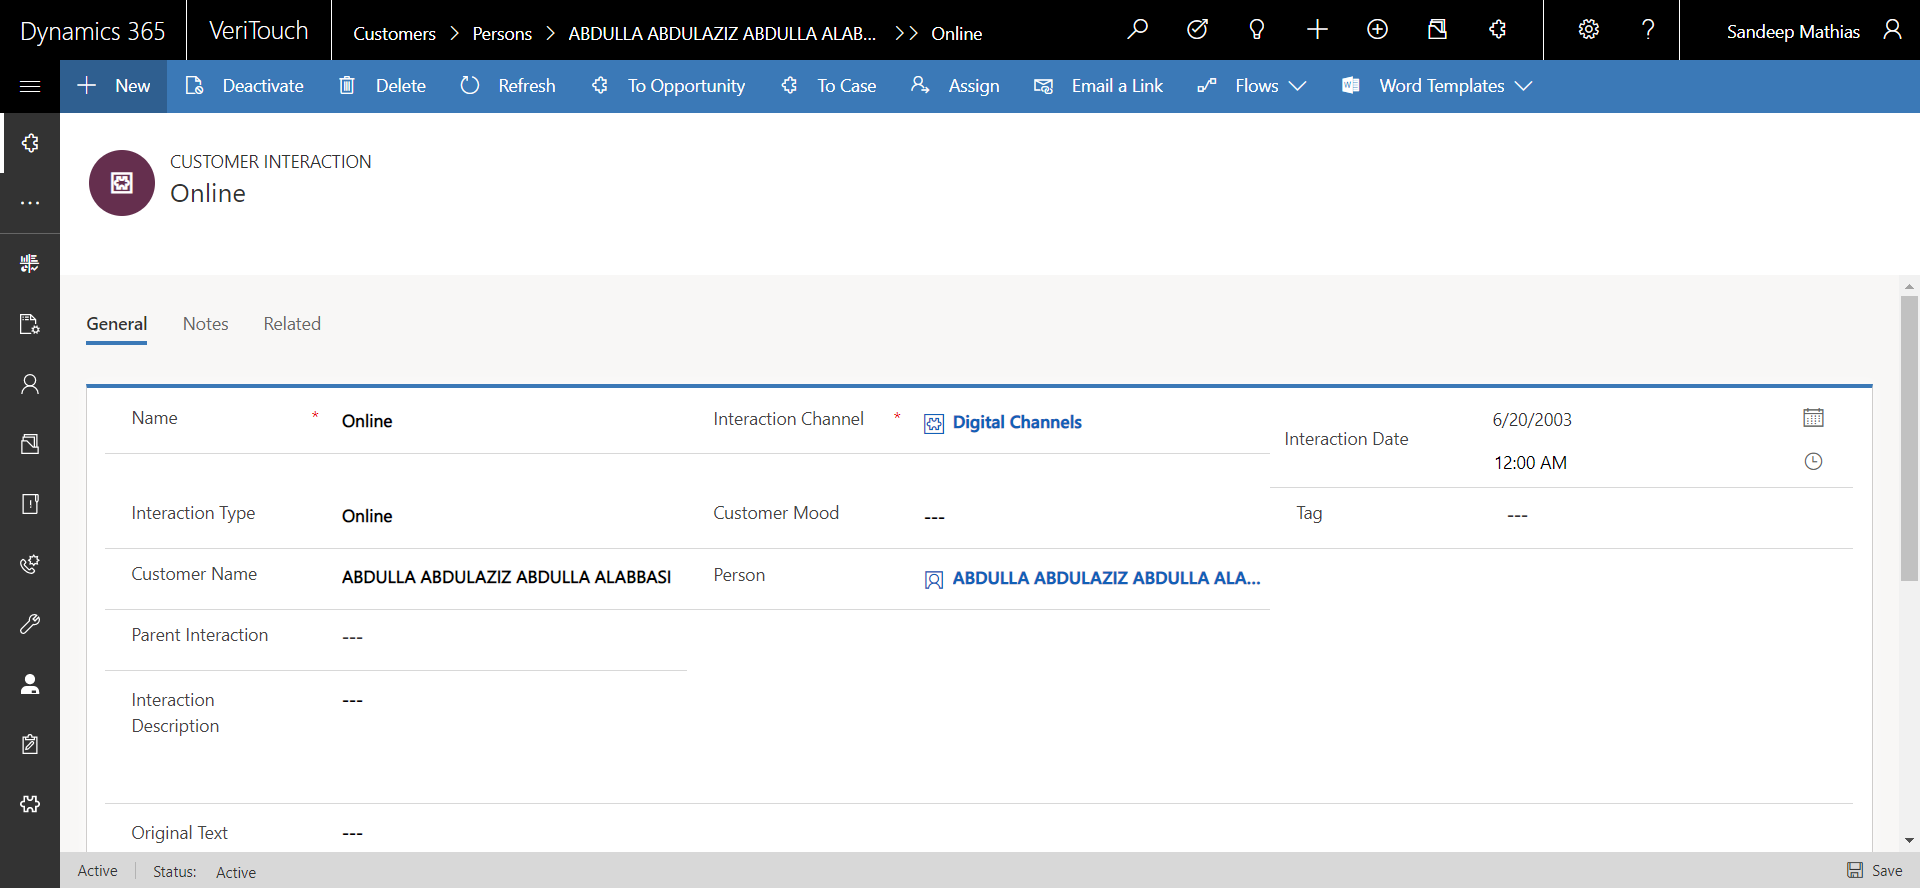 Dynamics 365
VeriTouch
Customers > Persons > ABDULLA ABDULAZIZ ABDULLA ALAB... >> Online
Sandeep Mathias
New
Deactivate
Delete
Refresh
To Opportunity
To Case
Assign
Email a Link
Flows
Word Templates
CUSTOMER INTERACTION
Online
General
Notes
Related
Name * Online
Interaction Channel * Digital Channels
Interaction Date 6/20/2003
12:00 AM
Interaction Type Online
Customer Mood ---
Tag ---
Customer Name ABDULLA ABDULAZIZ ABDULLA ALABBASI
Person ABDULLA ABDULAZIZ ABDULLA ALA...
Parent Interaction ---
Interaction Description ---
Original Text ---
Active
Status: Active
Save